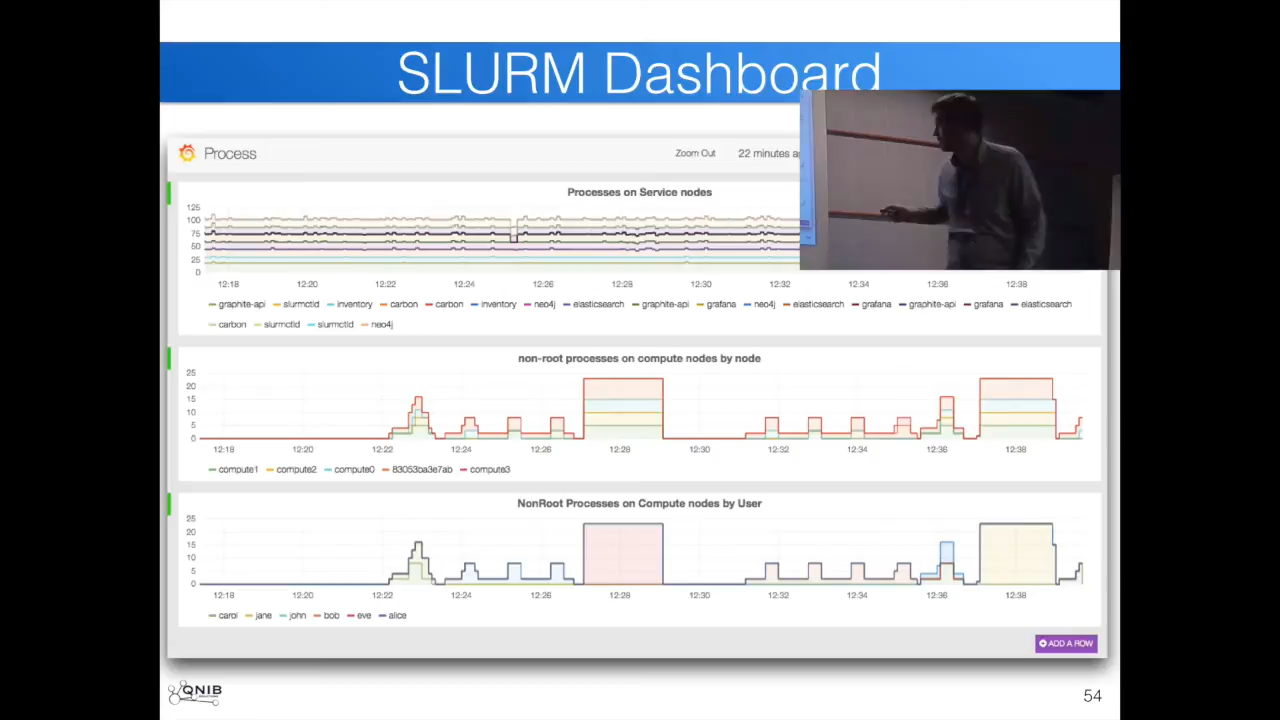 SLURM Dashboard
Process
Zoom Out 22 minutes a
Processes on Service nodes
125
100
75
50
25
0
12:18 12:20 12:22 12:24 12:26 12:28 12:30 12:32 12:34 12:36 12:38
graphite-api slurmctld inventory carbon carbon inventory neo4j elasticsearch graphite-api grafana neo4j elasticsearch grafana graphite-api grafana elasticsearch
carbon slurmctld slurmctld neo4j
non-root processes on compute nodes by node
25
20
15
10
5
0
12:18 12:20 12:22 12:24 12:26 12:28 12:30 12:32 12:34 12:36 12:38
compute1 compute2 compute0 83053ba3e7ab compute3
NonRoot Processes on Compute nodes by User
25
20
15
10
5
0
12:18 12:20 12:22 12:24 12:26 12:28 12:30 12:32 12:34 12:36 12:38
carol jane john bob eve alice
ADD A ROW
QNIB
54